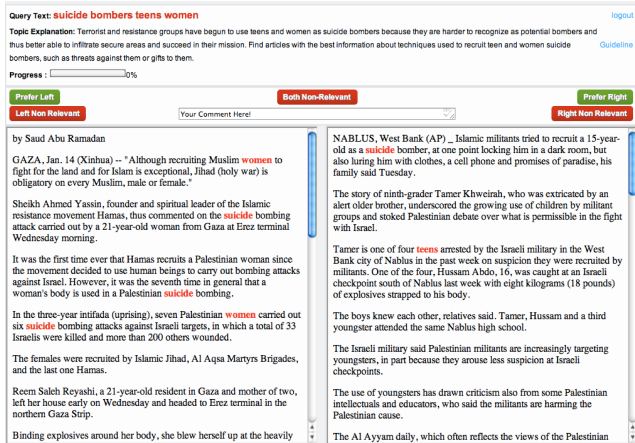 Query Text: suicide bombers teens women
logout
Topic Explanation: Terrorist and resistance groups have begun to use teens and women as suicide bombers because they are harder to recognize as potential bombers and
thus better able to infiltrate secure areas and succeed in their mission. Find articles with the best information about techniques used to recruit teen and women suicide
Guideline
bombers, such as threats against them or gifts to them.
Progress : 0%
Prefer Left
Both Non-Relevant
Prefer Right
Left Non Relevant
Your Comment Here!
Right Non Relevant
by Saud Abu Ramadan
GAZA, Jan. 14 (Xinhua) -- "Although recruiting Muslim women to
fight for the land and for Islam is exceptional, Jihad (holy war) is
obligatory on every Muslim, male or female."
Sheikh Ahmed Yassin, founder and spiritual leader of the Islamic
resistance movement Hamas, thus commented on the suicide bombing
attack carried out by a 21-year-old woman from Gaza at Erez terminal
Wednesday morning.
It was the first time ever that Hamas recruits a Palestinian woman since
the movement decided to use human beings to carry out bombing attacks
against Israel. However, it was the seventh time in general that a
woman's body is used in a Palestinian suicide bombing.
In the three-year intifada (uprising), seven Palestinian women carried out
six suicide bombing attacks against Israeli targets, in which a total of 33
Israelis were killed and more than 200 others wounded.
The females were recruited by Islamic Jihad, Al Aqsa Martyrs Brigades,
and the last one Hamas.
Reem Saleh Reyashi, a 21-year-old resident in Gaza and mother of two,
left her house early on Wednesday and headed to Erez terminal in the
northern Gaza Strip.
Binding explosives around her body, she blew herself up at the heavily
NABLUS, West Bank (AP) _ Islamic militants tried to recruit a 15-year-
old as a suicide bomber, at one point locking him in a dark room, but
also luring him with clothes, a cell phone and promises of paradise, his
family said Tuesday.
The story of ninth-grader Tamer Khweirah, who was extricated by an
alert older brother, underscored the growing use of children by militant
groups and stoked Palestinian debate over what is permissible in the fight
with Israel.
Tamer is one of four teens arrested by the Israeli military in the West
Bank city of Nablus in the past week on suspicion they were recruited by
militants. One of the four, Hussam Abdo, 16, was caught at an Israeli
checkpoint south of Nablus last week with eight kilograms (18 pounds)
of explosives strapped to his body.
The boys knew each other, relatives said. Tamer, Hussam and a third
youngster attended the same Nablus high school.
The Israeli military said Palestinian militants are increasingly targeting
youngsters, in part because they arouse less suspicion at Israeli
checkpoints.
The use of youngsters has drawn criticism also from some Palestinian
intellectuals and educators, who said the militants are harming the
Palestinian cause.
The Al Ayyam daily, which often reflects the views of the Palestinian